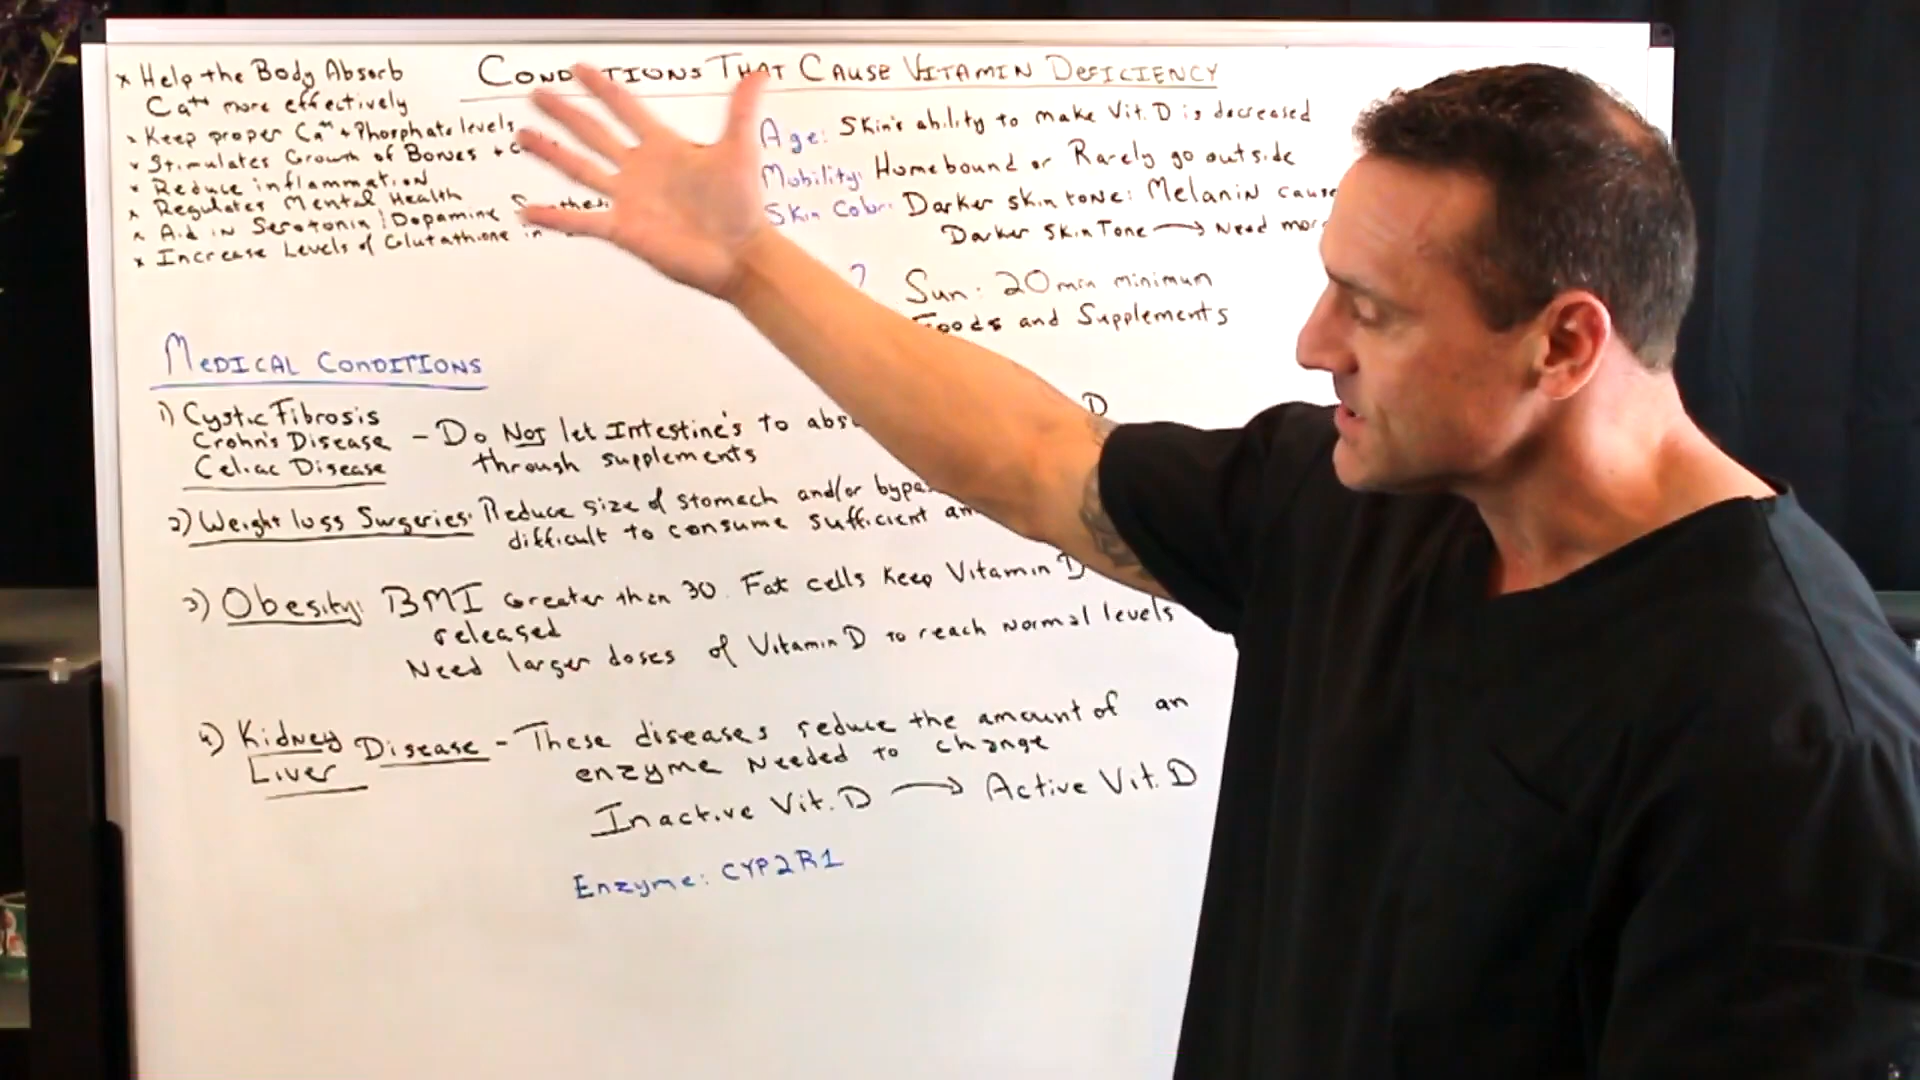 CONDITIONS THAT CAUSE VITAMIN DEFICIENCY
x Help the Body Absorb
Ca++ more effectively
x Keep proper Ca++ + Phosphate levels
x Stimulates Growth of Bones +
x Reduce inflammation
x Regulates Mental Health
x Aid in Serotonin / Dopamine
x Increase Levels of Glutathione in
Age: Skin's ability to make Vit. D is decreased
Mobility: Homebound or Rarely go outside
Skin Color: Darker skin tone: Melanin cause
Darker Skin Tone → Need more
? Sun: 20 min minimum
Foods and Supplements
MEDICAL CONDITIONS
1) Cystic Fibrosis
Crohn's Disease
Celiac Disease
- Do NOT let Intestine's to abs D
through supplements
2) Weight loss Surgeries: Reduce size of stomach and/or bypa
difficult to consume sufficient am
3) Obesity: BMI Greater than 30. Fat cells keep Vitamin D
released
Need larger doses of Vitamin D to reach normal levels
4) Kidney Disease - These diseases reduce the amount of an
Liver
enzyme needed to change
Inactive Vit. D → Active Vit. D
Enzyme: CYP2R1